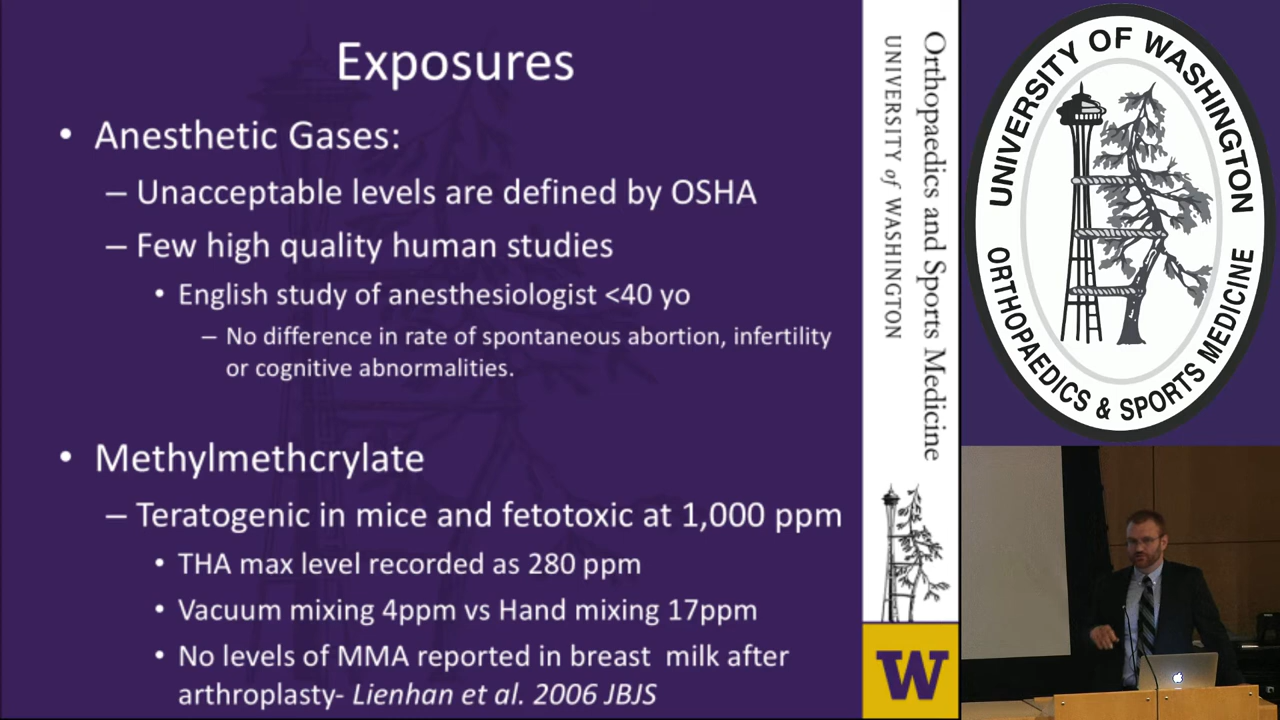 Exposures
• Anesthetic Gases:
– Unacceptable levels are defined by OSHA
– Few high quality human studies
• English study of anesthesiologist <40 yo
– No difference in rate of spontaneous abortion, infertility
or cognitive abnormalities.
• Methylmethcrylate
– Teratogenic in mice and fetotoxic at 1,000 ppm
• THA max level recorded as 280 ppm
• Vacuum mixing 4ppm vs Hand mixing 17ppm
• No levels of MMA reported in breast milk after
arthroplasty- Lienhan et al. 2006 JBJS
Orthopaedics and Sports Medicine
UNIVERSITY of WASHINGTON
W
UNIVERSITY OF WASHINGTON
ORTHOPAEDICS & SPORTS MEDICINE